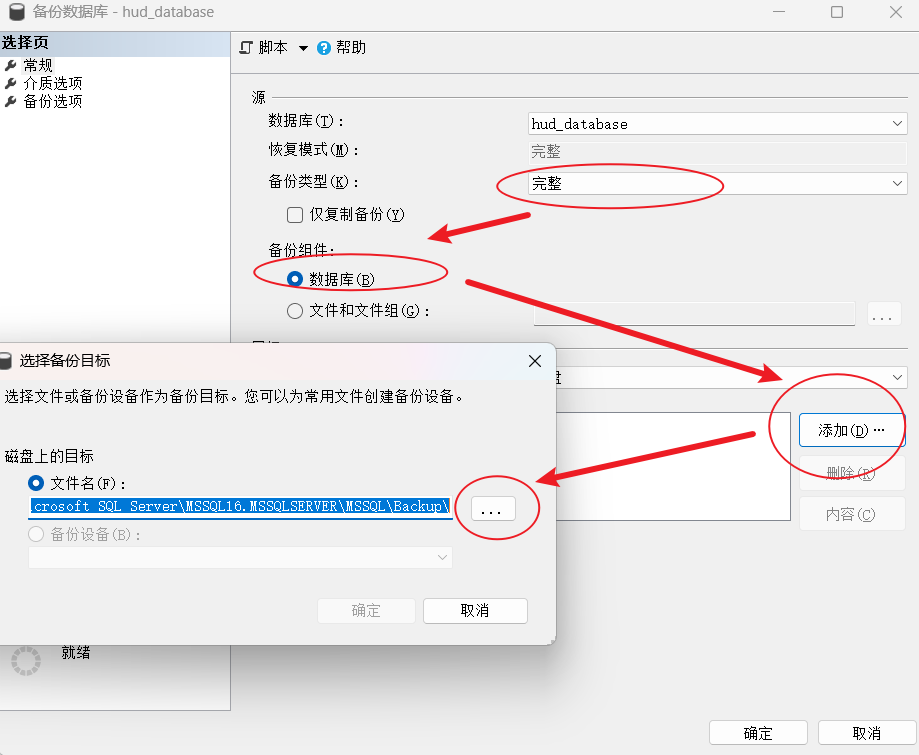 备份数据库 - hud_database
选择页
常规
介质选项
备份选项
脚本
帮助
源
数据库(T)：
hud_database
恢复模式(M)：
完整
备份类型(K)：
完整
仅复制备份(Y)
备份组件:
数据库(B)
文件和文件组(G)：
...
选择备份目标
选择文件或备份设备作为备份目标。您可以为常用文件创建备份设备。
磁盘上的目标
文件名(F)：
crosoft SQL Server\MSSQL16.MSSQLSERVER\MSSQL\Backup\
...
备份设备(B)：
确定
取消
添加(D)…
删除(R)
内容(C)
就绪
确定
取消